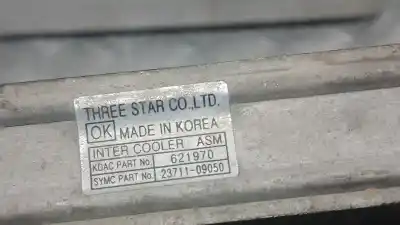 THREE STAR CO.,LTD.
OK MADE IN KOREA
INTER COOLER ASM
KDAC PART No. 621970
SYMC PART No. 23711-09050